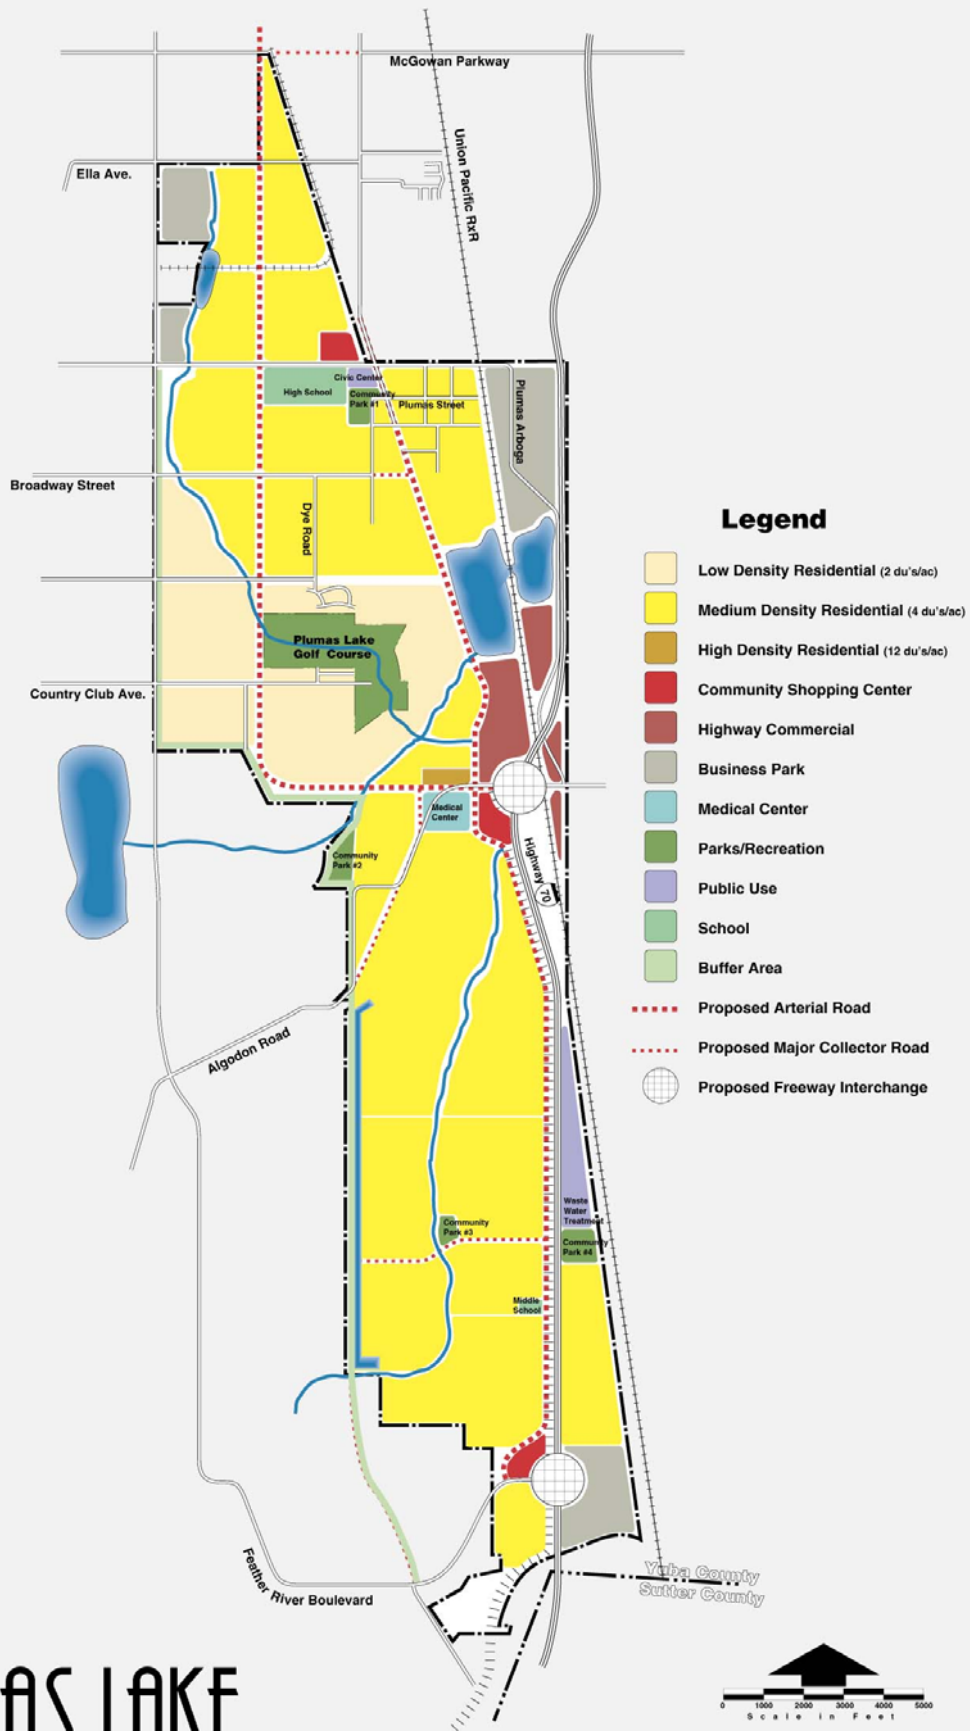 McGowan Parkway
Union Pacific RxR
Ella Ave.
Civic Center
High School
Community
Park #1
Plumas Street
Plumas Arboga
Broadway Street
Dye Road
Plumas Lake
Golf Course
Country Club Ave.
Medical
Center
Community
Park #2
Highway
70
Algodon Road
Waste
Water
Treatment
Community
Park #3
Community
Park #4
Middle
School
Feather River Boulevard
Yuba County
Sutter County
Legend
Low Density Residential (2 du's/ac)
Medium Density Residential (4 du's/ac)
High Density Residential (12 du's/ac)
Community Shopping Center
Highway Commercial
Business Park
Medical Center
Parks/Recreation
Public Use
School
Buffer Area
Proposed Arterial Road
Proposed Major Collector Road
Proposed Freeway Interchange
AS LAKE
0 1000 2000 3000 4000 5000
Scale in Feet